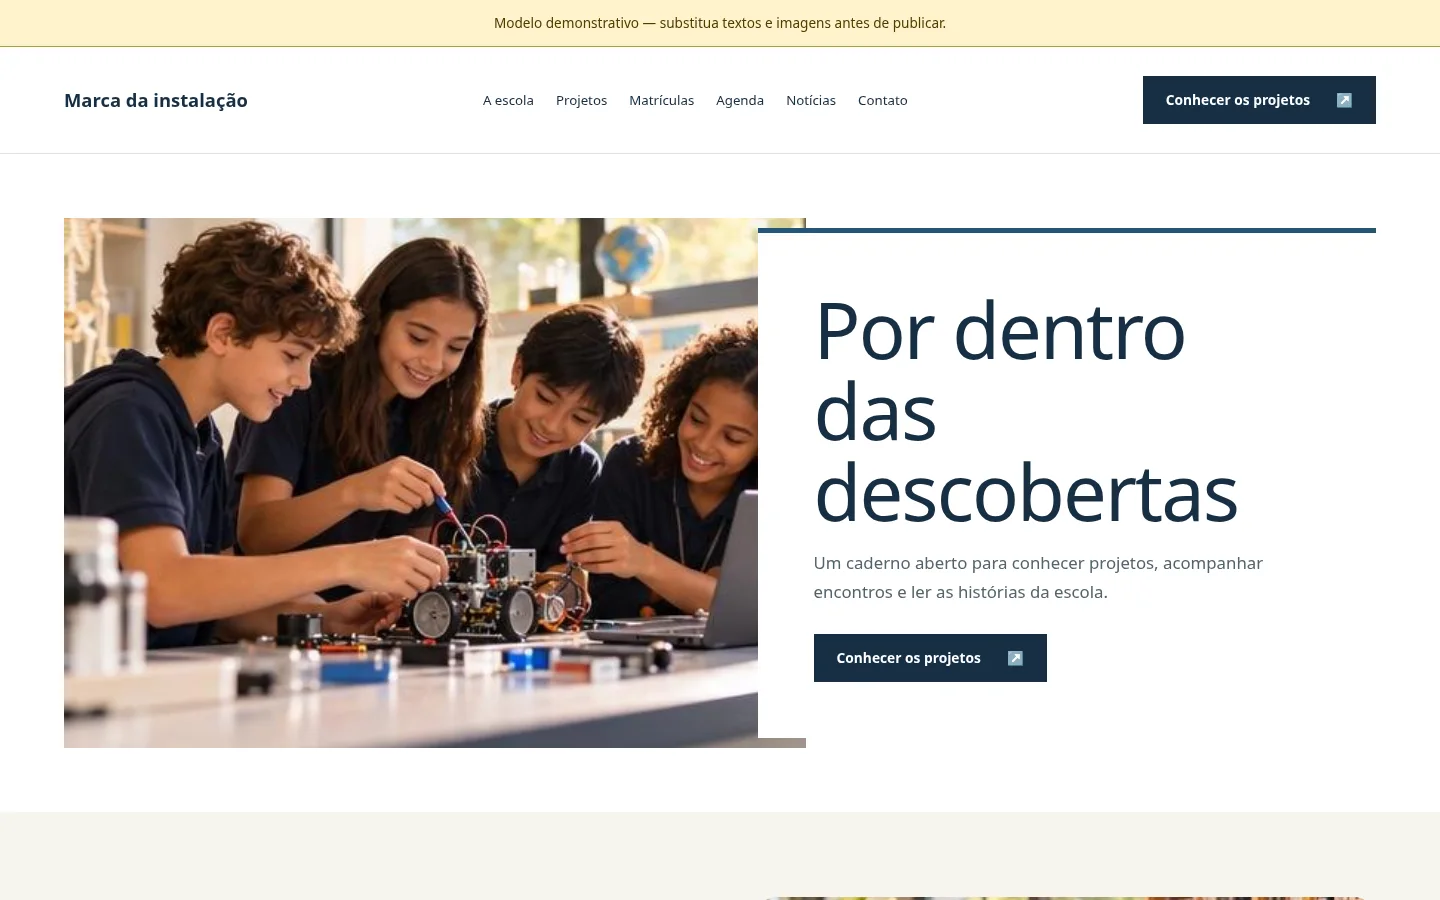 Modelo demonstrativo — substitua textos e imagens antes de publicar.
Marca da instalação
A escola
Projetos
Matrículas
Agenda
Notícias
Contato
Conhecer os projetos ↗
Por dentro
das
descobertas
Um caderno aberto para conhecer projetos, acompanhar
encontros e ler as histórias da escola.
Conhecer os projetos ↗